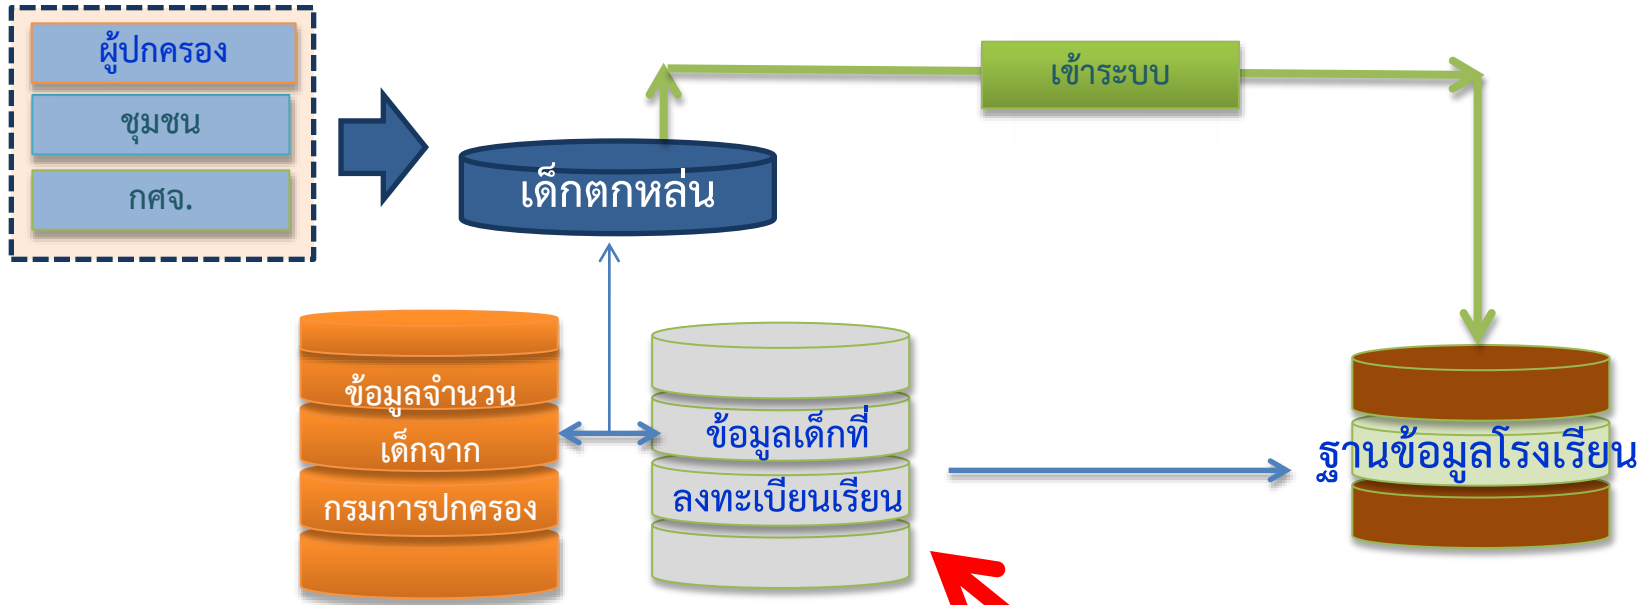 ผู้ปกครอง
ชุมชน
กศจ.
เข้าระบบ
เด็กตกหล่น
ข้อมูลจำนวน
เด็กจาก
กรมการปกครอง
ข้อมูลเด็กที่
ลงทะเบียนเรียน
ฐานข้อมูลโรงเรียน